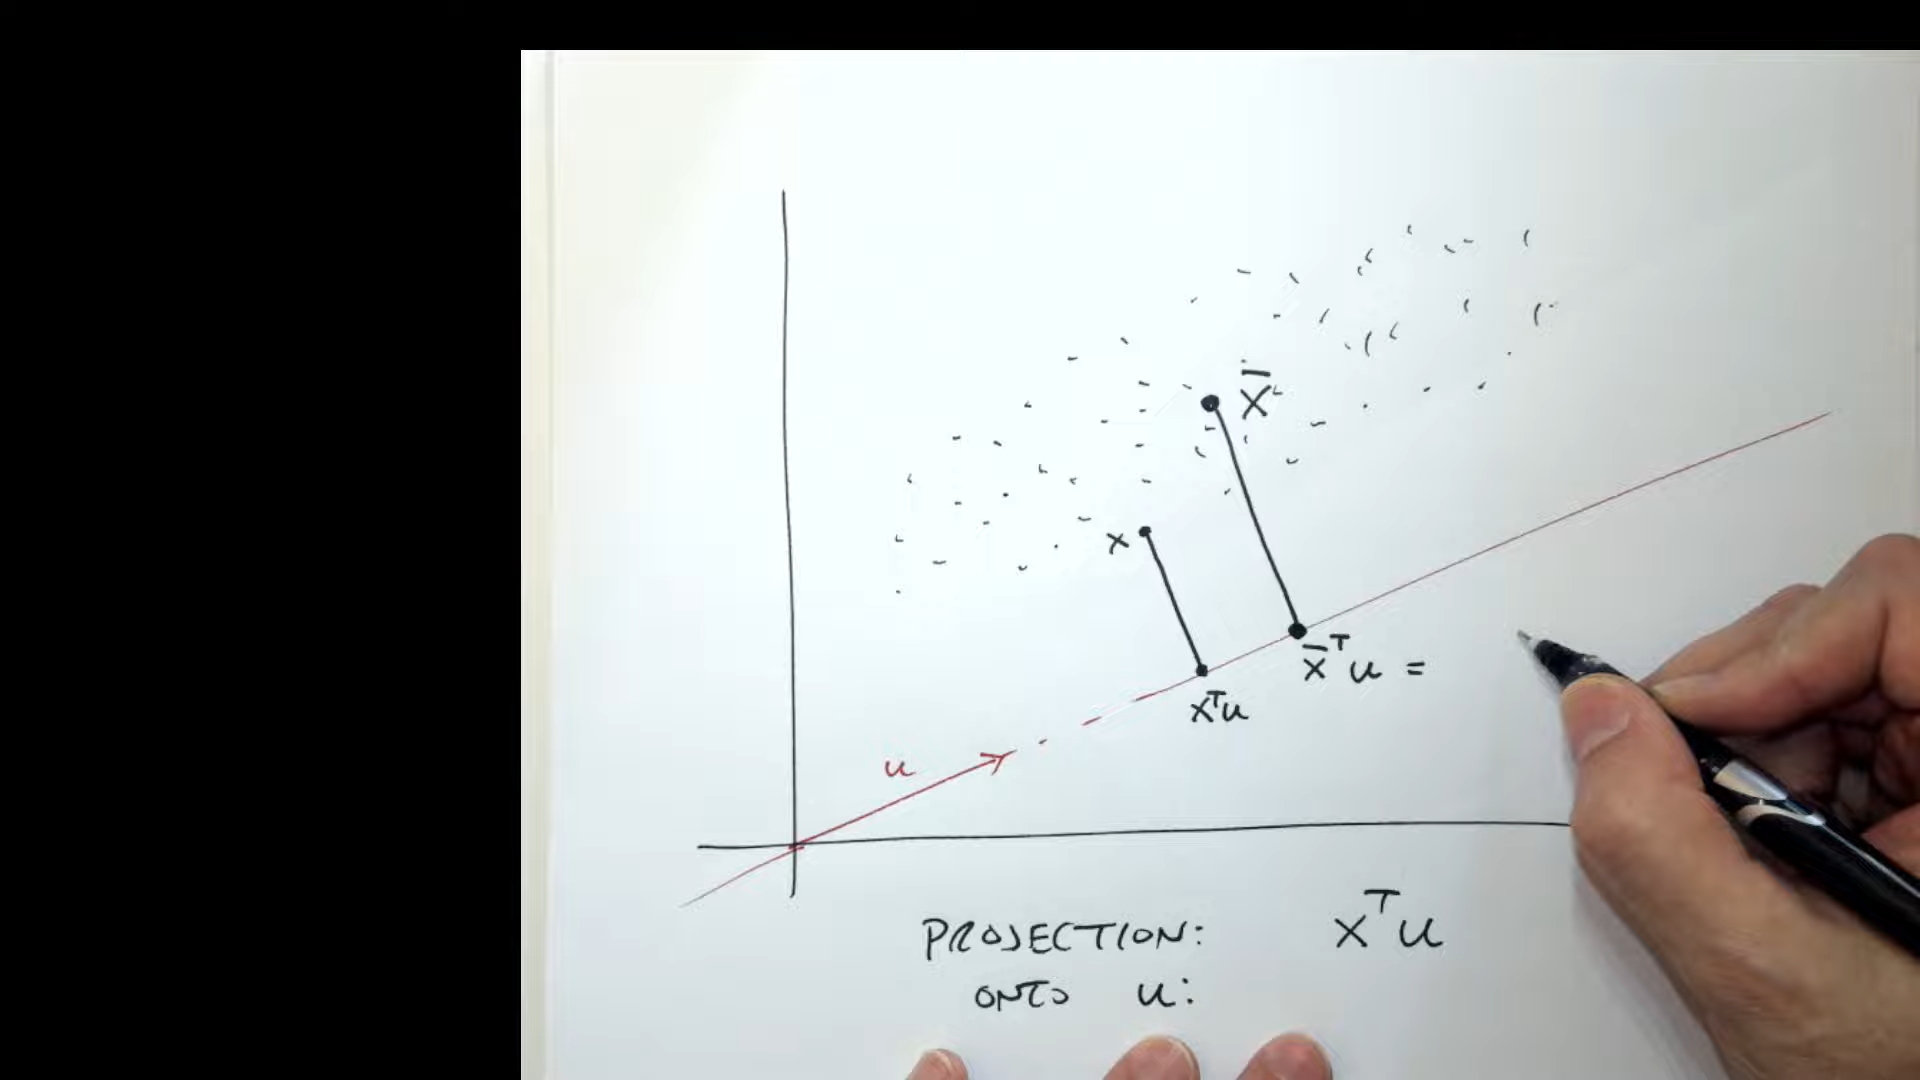 X̄
x
x̄ᵀu =
xᵀu
u
PROJECTION: xᵀu
ONTO u: